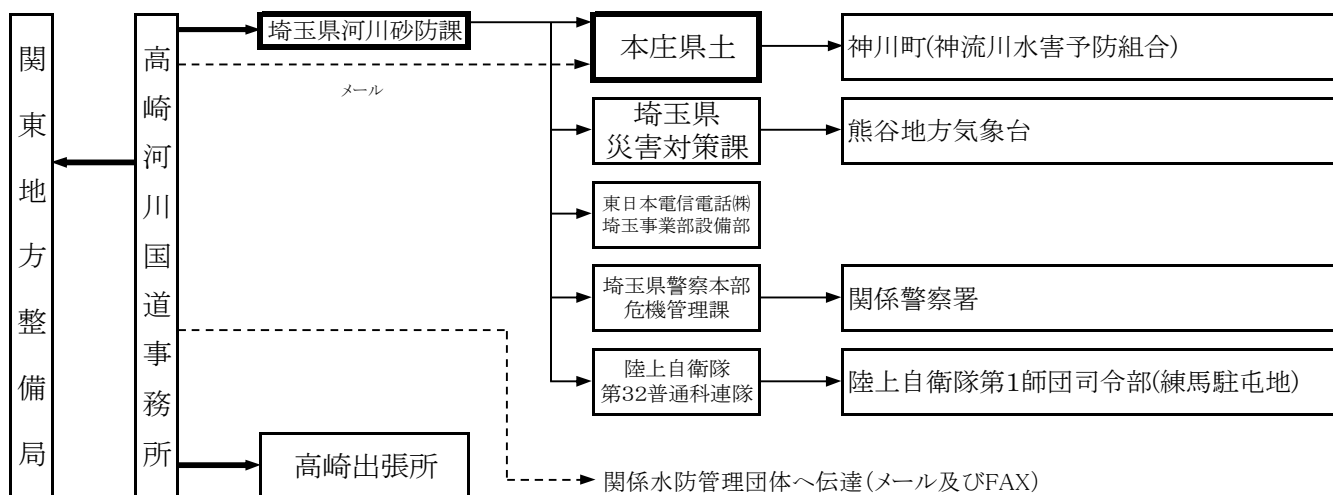 関東地方整備局
高崎河川国道事務所
埼玉県河川砂防課
メール
高崎出張所
本庄県土
埼玉県
災害対策課
東日本電信電話㈱
埼玉事業部設備部
埼玉県警察本部
危機管理課
陸上自衛隊
第32普通科連隊
神川町(神流川水害予防組合)
熊谷地方気象台
関係警察署
陸上自衛隊第1師団司令部(練馬駐屯地)
関係水防管理団体へ伝達(メール及びFAX)